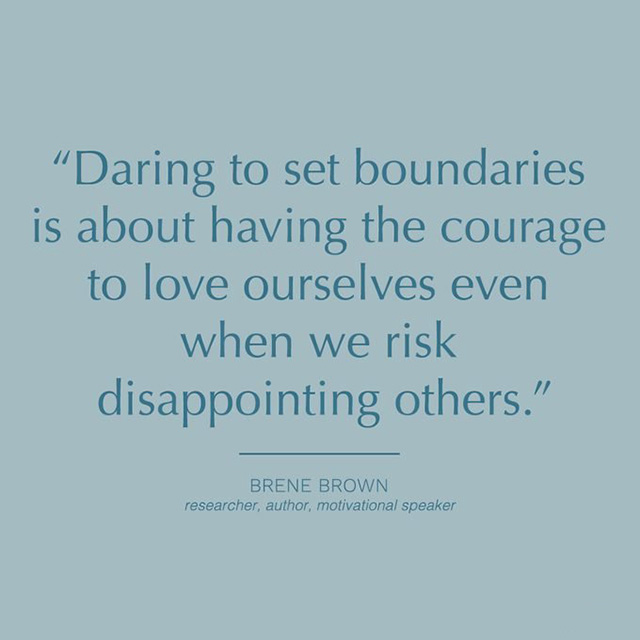 “Daring to set boundaries
is about having the courage
to love ourselves even
when we risk
disappointing others.”
BRENE BROWN
researcher, author, motivational speaker